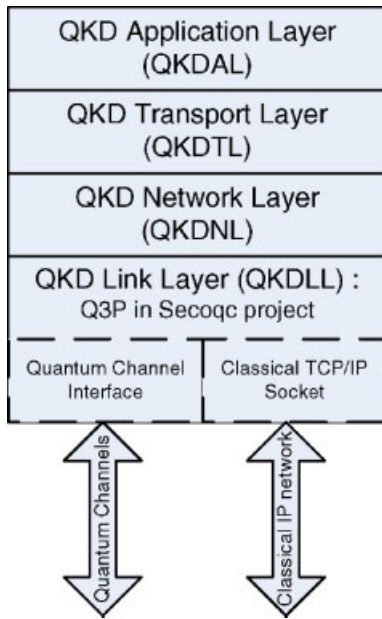 QKD Application Layer
(QKDAL)
QKD Transport Layer
(QKDTL)
QKD Network Layer
(QKDNL)
QKD Link Layer (QKDLL) :
Q3P in Secoqc project
Quantum Channel
Interface
Classical TCP/IP
Socket
Quantum Channels
Classical IP network